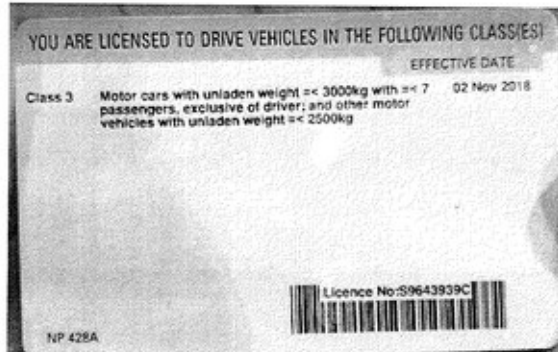 YOU ARE LICENSED TO DRIVE VEHICLES IN THE FOLLOWING CLASS(ES)
EFFECTIVE DATE
Class 3 Motor cars with unladen weight =< 3000kg with =< 7 02 Nov 2018
passengers, exclusive of driver; and other motor
vehicles with unladen weight =< 2500kg
Licence No:S9643939C
NP 428A